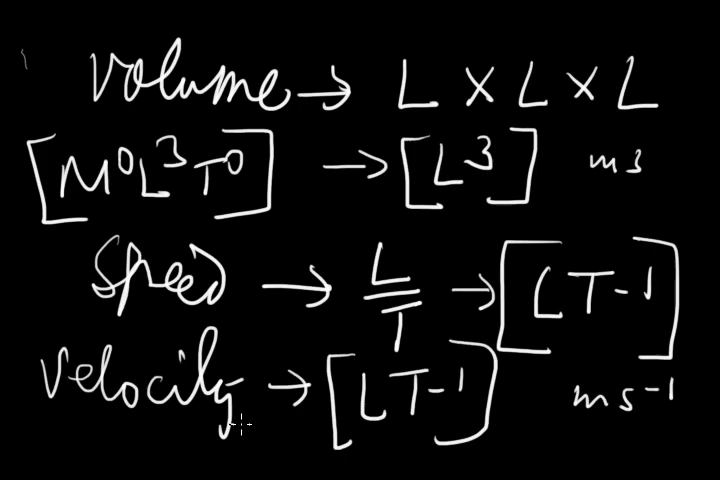 Volume → L × L × L
[M⁰L³T⁰] → [L³] m3
Speed → L/T → [LT-1]
Velocity → [LT-1] ms-1